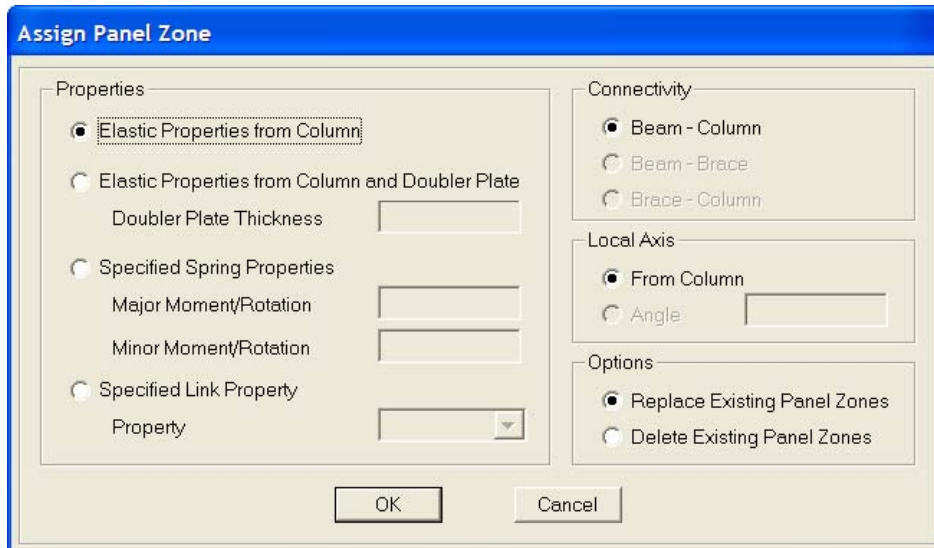 Assign Panel Zone
Properties
Elastic Properties from Column
Elastic Properties from Column and Doubler Plate
Doubler Plate Thickness
Specified Spring Properties
Major Moment/Rotation
Minor Moment/Rotation
Specified Link Property
Property
Connectivity
Beam - Column
Beam - Brace
Brace - Column
Local Axis
From Column
Angle
Options
Replace Existing Panel Zones
Delete Existing Panel Zones
OK
Cancel